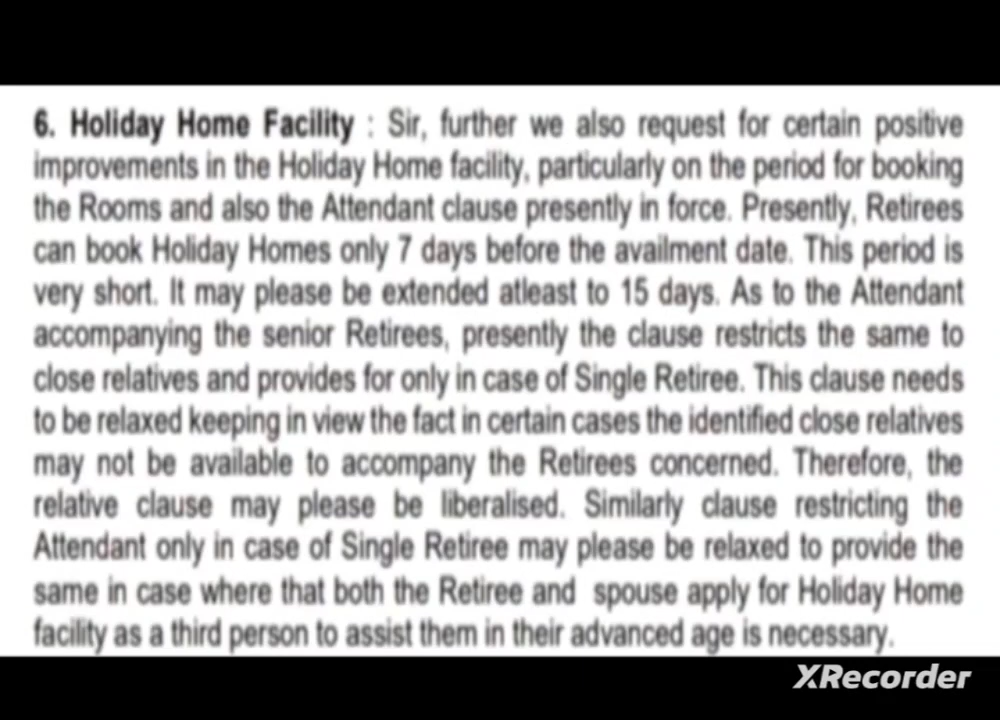 6. Holiday Home Facility : Sir, further we also request for certain positive
improvements in the Holiday Home facility, particularly on the period for booking
the Rooms and also the Attendant clause presently in force. Presently, Retirees
can book Holiday Homes only 7 days before the availment date. This period is
very short. It may please be extended atleast to 15 days. As to the Attendant
accompanying the senior Retirees, presently the clause restricts the same to
close relatives and provides for only in case of Single Retiree. This clause needs
to be relaxed keeping in view the fact in certain cases the identified close relatives
may not be available to accompany the Retirees concerned. Therefore, the
relative clause may please be liberalised. Similarly clause restricting the
Attendant only in case of Single Retiree may please be relaxed to provide the
same in case where that both the Retiree and spouse apply for Holiday Home
facility as a third person to assist them in their advanced age is necessary.
XRecorder